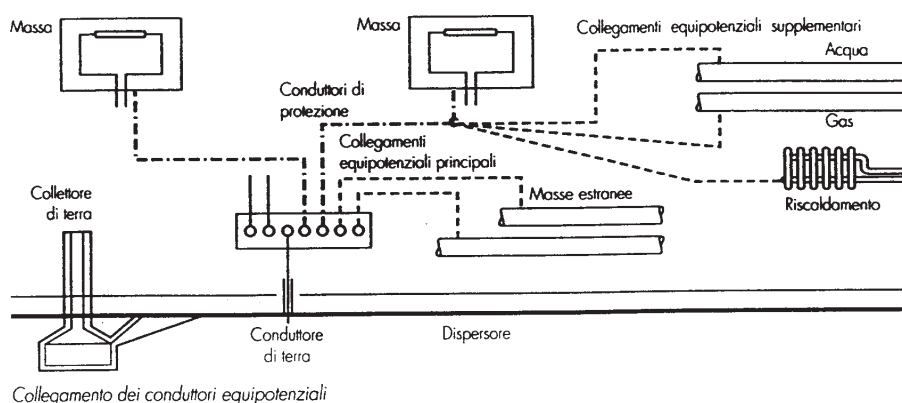 Massa
Massa
Collegamenti equipotenziali supplementari
Acqua
Conduttori di
protezione
Gas
Collegamenti
equipotenziali principali
Collettore
di terra
Masse estranee
Riscaldamento
Conduttore
di terra
Dispersore
Collegamento dei conduttori equipotenziali